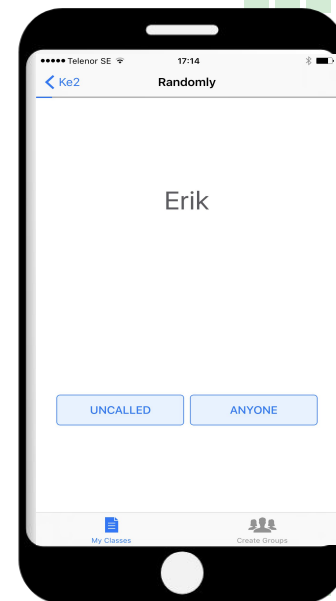 Telenor SE 17:14
Ke2 Randomly
Erik
UNCALLED ANYONE
My Classes Create Groups